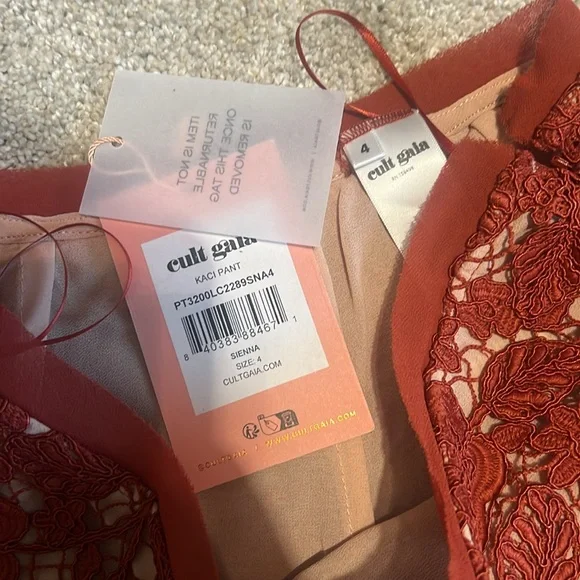 ITEM IS NOT
RETURNABLE
ONCE THIS TAG
IS REMOVED
4
cult gaia
cult gaia
KACI PANT
PT3200LC2289SNA4
8 40383 88467 1
SIENNA
SIZE: 4
CULTGAIA.COM
WWW.CULTGAIA.COM